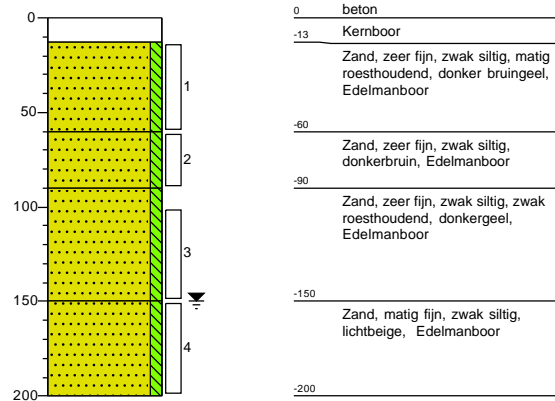 0
50
100
150
200
1
2
3
4
0
beton
Kernboor
-13
Zand, zeer fijn, zwak siltig, matig
roesthoudend, donker bruingeel,
Edelmanboor
-60
Zand, zeer fijn, zwak siltig,
donkerbruin, Edelmanboor
-90
Zand, zeer fijn, zwak siltig, zwak
roesthoudend, donkergeel,
Edelmanboor
-150
Zand, matig fijn, zwak siltig,
lichtbeige, Edelmanboor
-200